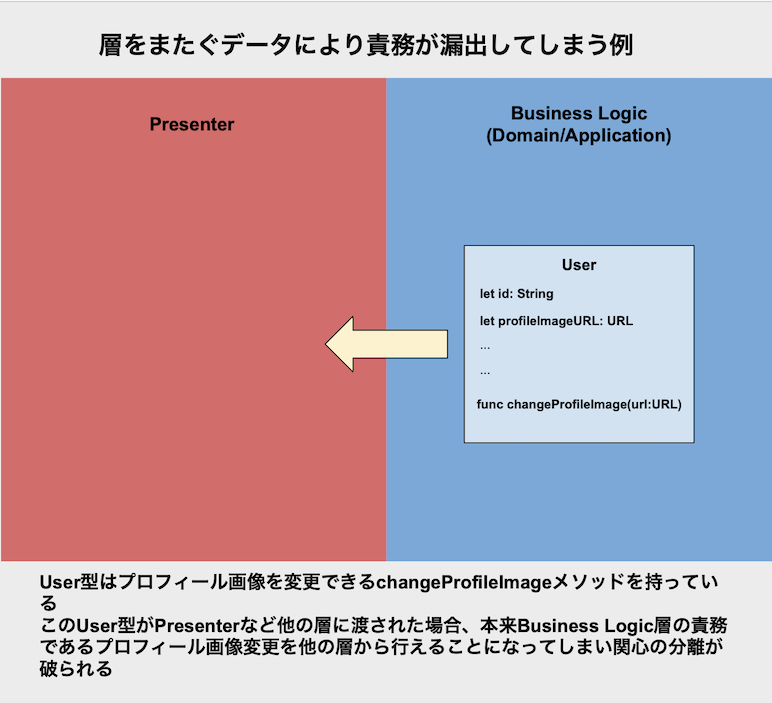 層をまたぐデータにより責務が漏出してしまう例
Presenter
Business Logic
(Domain/Application)
User
let id: String
let profileImageURL: URL
...
...
func changeProfileImage(url:URL)
User型はプロフィール画像を変更できるchangeProfileImageメソッドを持ってい
る
このUser型がPresenterなど他の層に渡された場合、本来Business Logic層の責務
であるプロフィール画像変更を他の層から行えることになってしまい関心の分離が
破られる